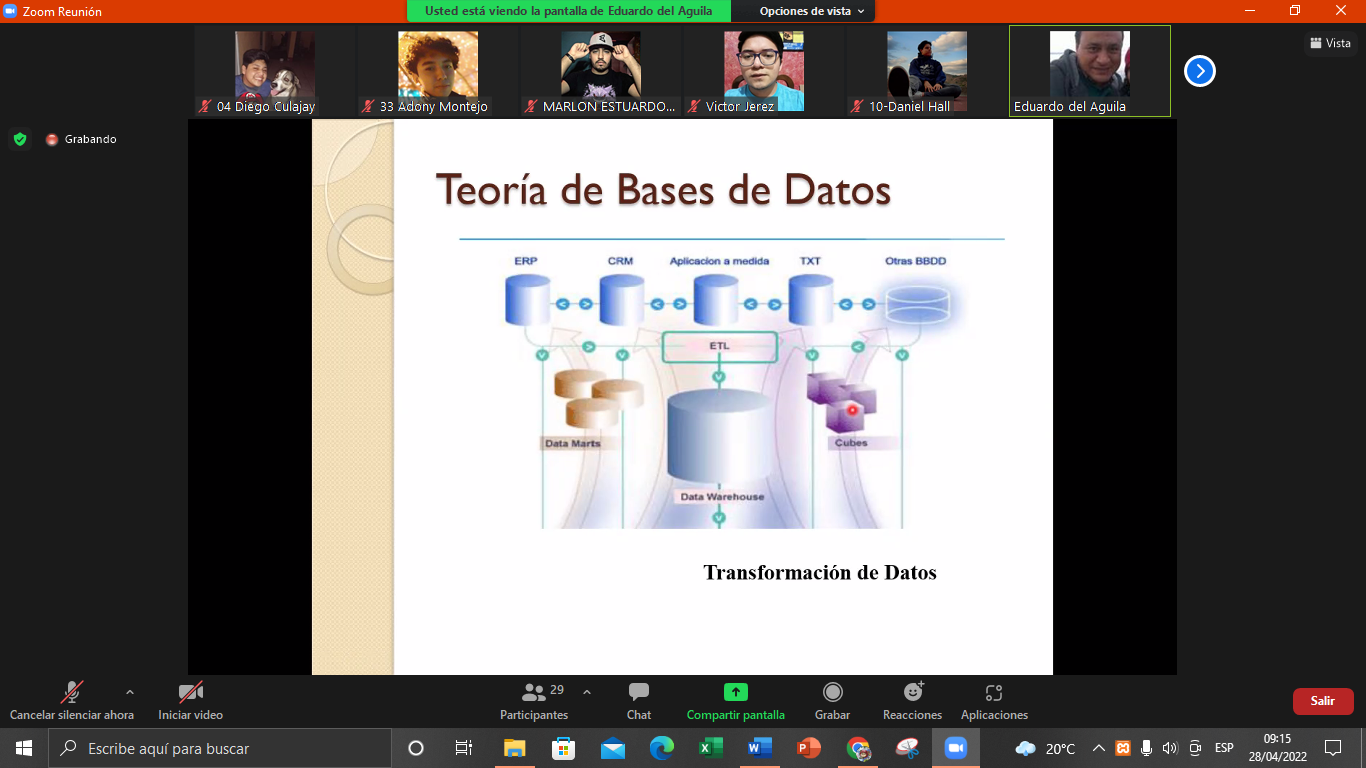 Zoom Reunión
Usted está viendo la pantalla de Eduardo del Aguila
Opciones de vista
04 Diego Culajay
33 Adony Montejo
MARLON ESTUARDO...
Victor Jerez
10-Daniel Hall
Eduardo del Aguila
Vista
Grabando
Teoría de Bases de Datos
ERP
CRM
Aplicacion a medida
TXT
Otras BBDD
ETL
Data Marts
Cubes
Data Warehouse
Transformación de Datos
Cancelar silenciar ahora
Iniciar video
29
Participantes
Chat
Compartir pantalla
Grabar
Reacciones
Aplicaciones
Salir
Escribe aquí para buscar
20°C
ESP
09:15
28/04/2022